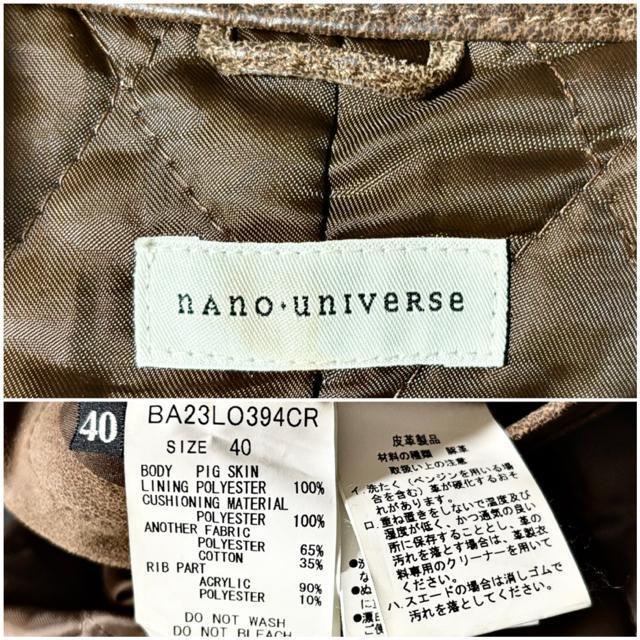 nano・universe
40
BA23LO394CR
SIZE 40
BODY PIG SKIN
LINING POLYESTER 100%
CUSHIONING MATERIAL
POLYESTER 100%
ANOTHER FABRIC
POLYESTER 65%
COTTON 35%
RIB PART
ACRYLIC 90%
POLYESTER 10%
DO NOT WASH
DO NOT BLEACH
皮革製品
材料の種類 豚革
取扱い上の注意
イ.洗たく(ベンジンを用いる場
合を含む)革が硬化するおそ
れがあります。
ロ.重ね置きをしないで温度及び
湿度が低く、かつ通気の良い
所に保存することとし、革の
汚れを落とす場合は、革製衣
料専用のクリーナーを用いて
ください。
ハ.スエードの場合は消しゴムで
汚れを落としてください。